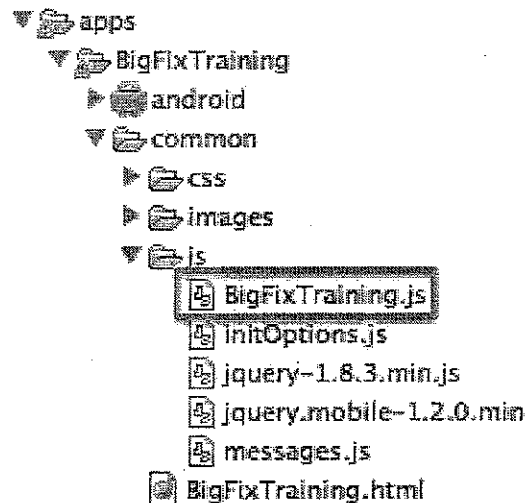 apps
BigFixTraining
android
common
css
images
js
BigFixTraining.js
initOptions.js
jquery-1.8.3.min.js
jquery.mobile-1.2.0.min
messages.js
BigFixTraining.html